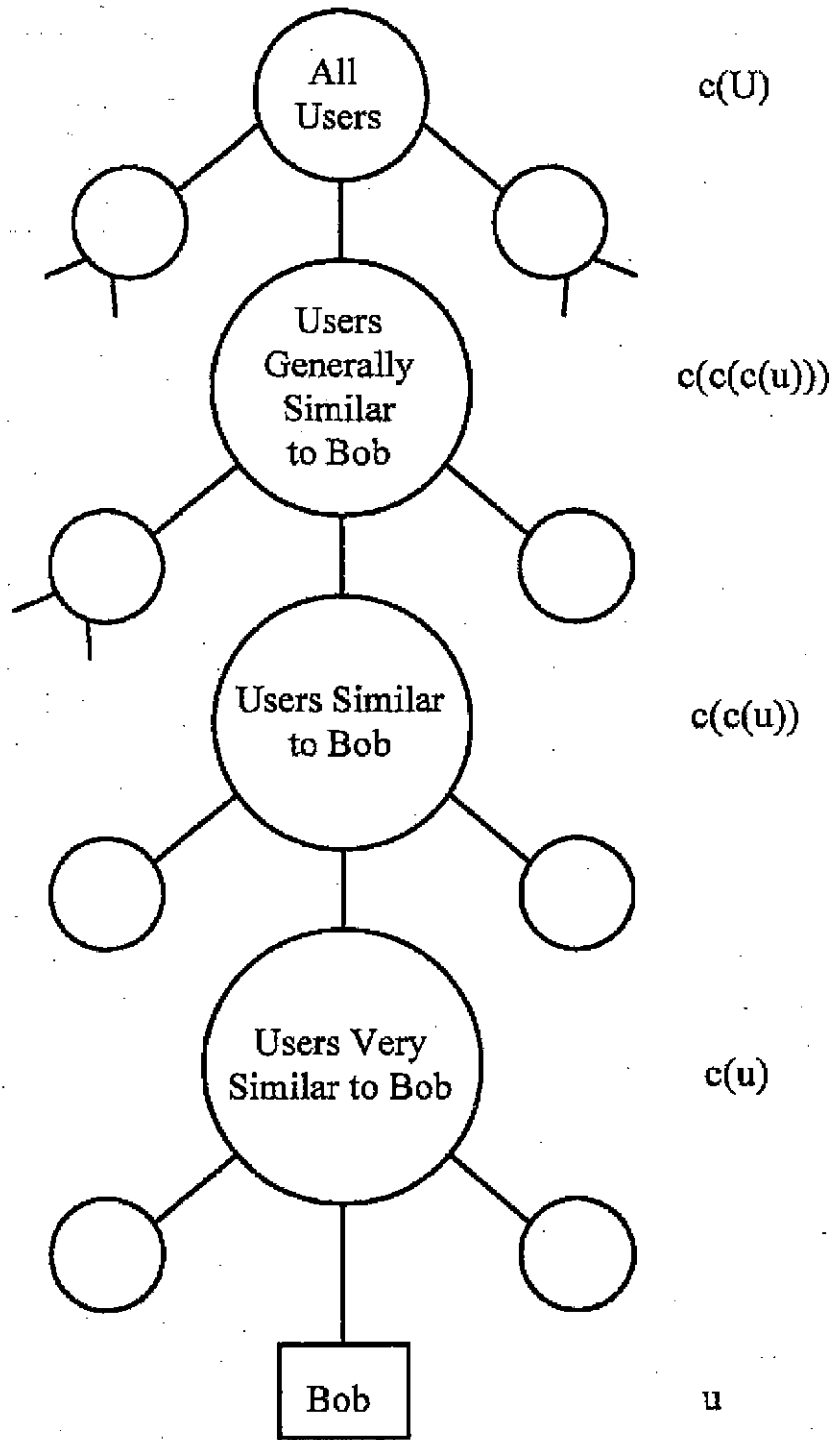 All
Users
c(U)
Users
Generally
Similar
to Bob
c(c(c(u)))
Users Similar
to Bob
c(c(u))
Users Very
Similar to Bob
c(u)
Bob
u